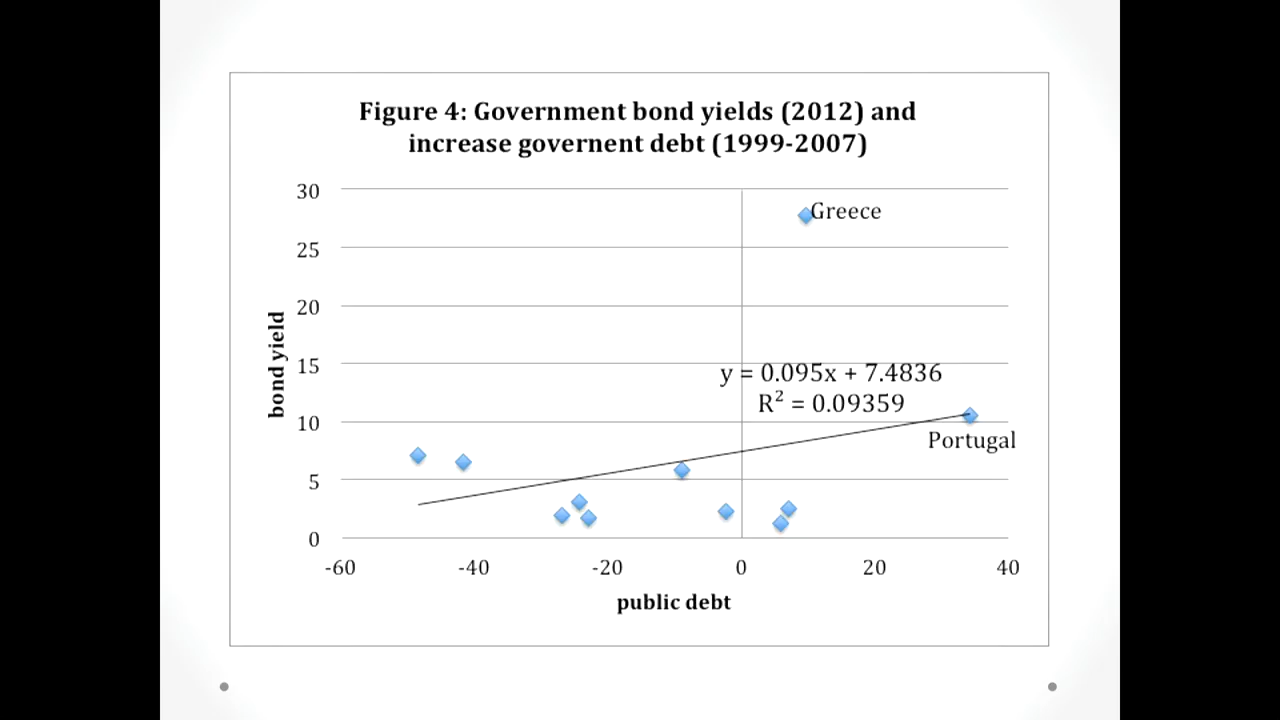 Figure 4: Government bond yields (2012) and
increase governent debt (1999-2007)
30
Greece
25
20
bond yield
15
y = 0.095x + 7.4836
R² = 0.09359
10
Portugal
5
0
-60
-40
-20
0
20
40
public debt